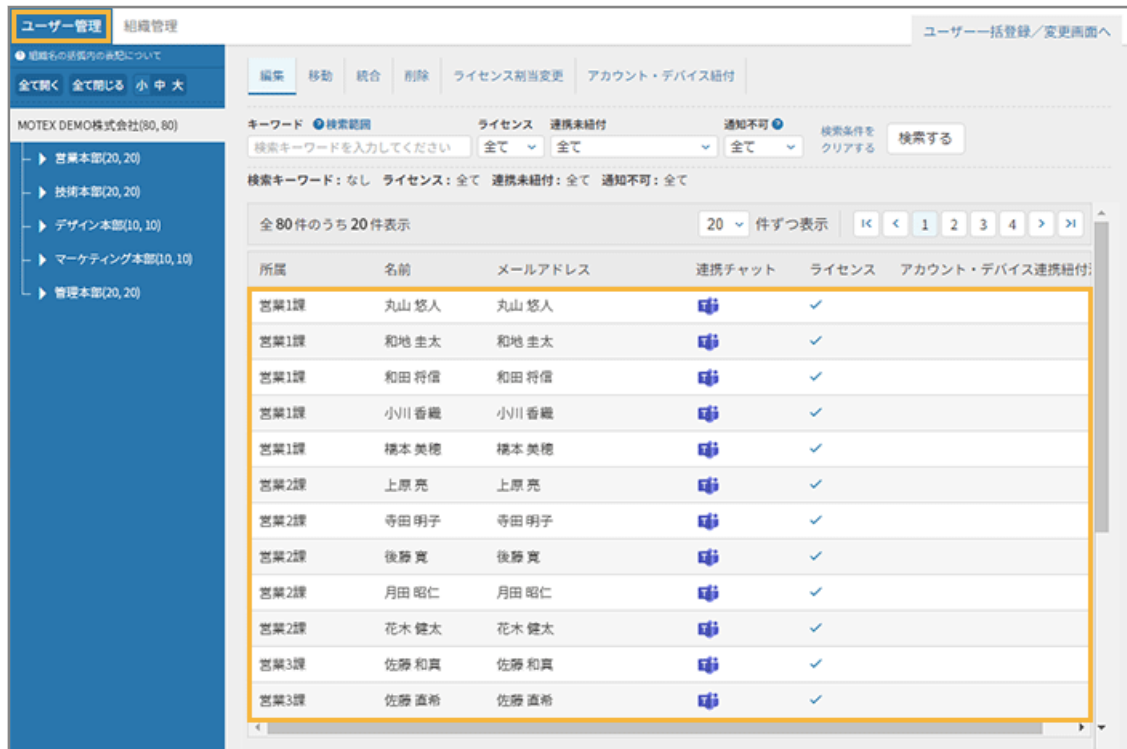 ユーザー管理 組織管理
ユーザー一括登録／変更画面へ
組織名の括弧内の表記について
全て開く 全て閉じる 小 中 大
MOTEX DEMO株式会社(80, 80)
営業本部(20, 20)
技術本部(20, 20)
デザイン本部(10, 10)
マーケティング本部(10, 10)
管理本部(20, 20)
編集 移動 統合 削除 ライセンス割当変更 アカウント・デバイス紐付
キーワード ?検索範囲 ライセンス 連携未紐付 通知不可 ?
検索キーワードを入力してください 全て 全て 全て 検索条件をクリアする 検索する
検索キーワード：なし ライセンス：全て 連携未紐付：全て 通知不可：全て
全80件のうち20件表示 20 件ずつ表示 1 2 3 4
所属 名前 メールアドレス 連携チャット ライセンス アカウント・デバイス連携紐付
営業1課 丸山 悠人 丸山 悠人
営業1課 和地 圭太 和地 圭太
営業1課 和田 将信 和田 将信
営業1課 小川 香織 小川 香織
営業1課 橋本 美穂 橋本 美穂
営業2課 上原 亮 上原 亮
営業2課 寺田 明子 寺田 明子
営業2課 後藤 寛 後藤 寛
営業2課 月田 昭仁 月田 昭仁
営業2課 花木 健太 花木 健太
営業3課 佐藤 和真 佐藤 和真
営業3課 佐藤 直希 佐藤 直希